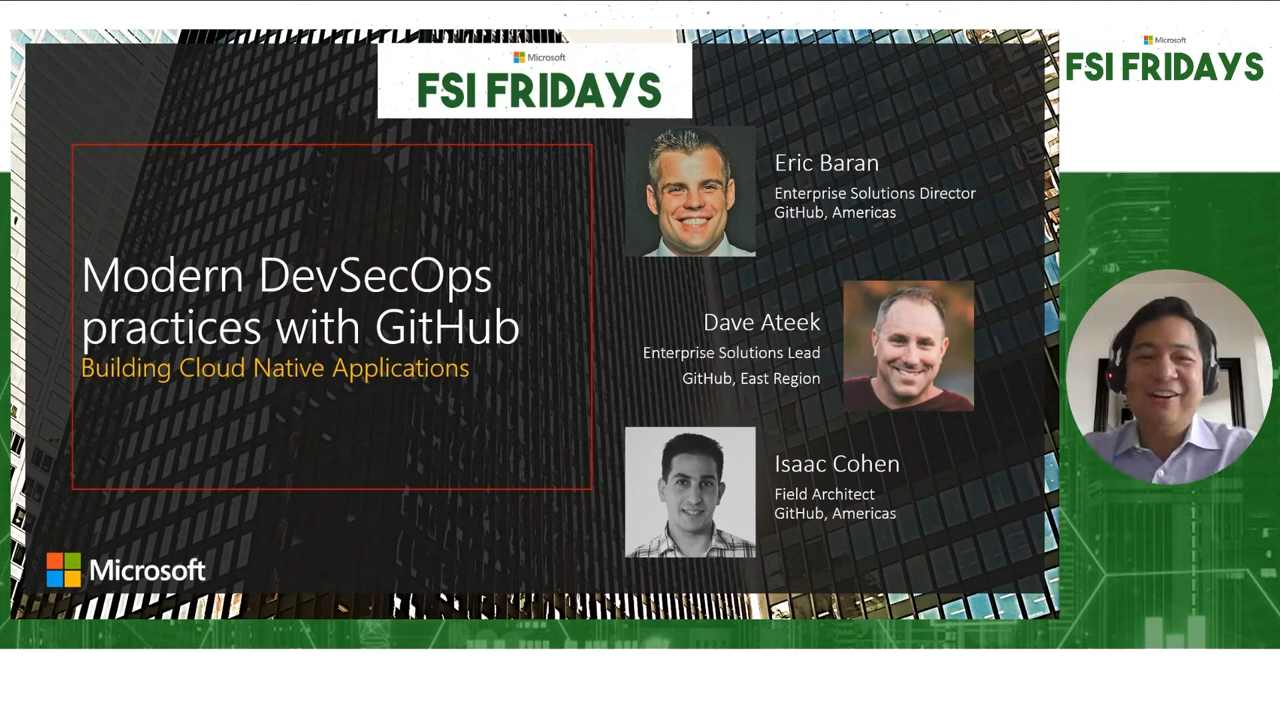 Microsoft
FSI FRIDAYS
Microsoft
FSI FRIDAYS
Modern DevSecOps
practices with GitHub
Building Cloud Native Applications
Eric Baran
Enterprise Solutions Director
GitHub, Americas
Dave Ateek
Enterprise Solutions Lead
GitHub, East Region
Isaac Cohen
Field Architect
GitHub, Americas
Microsoft